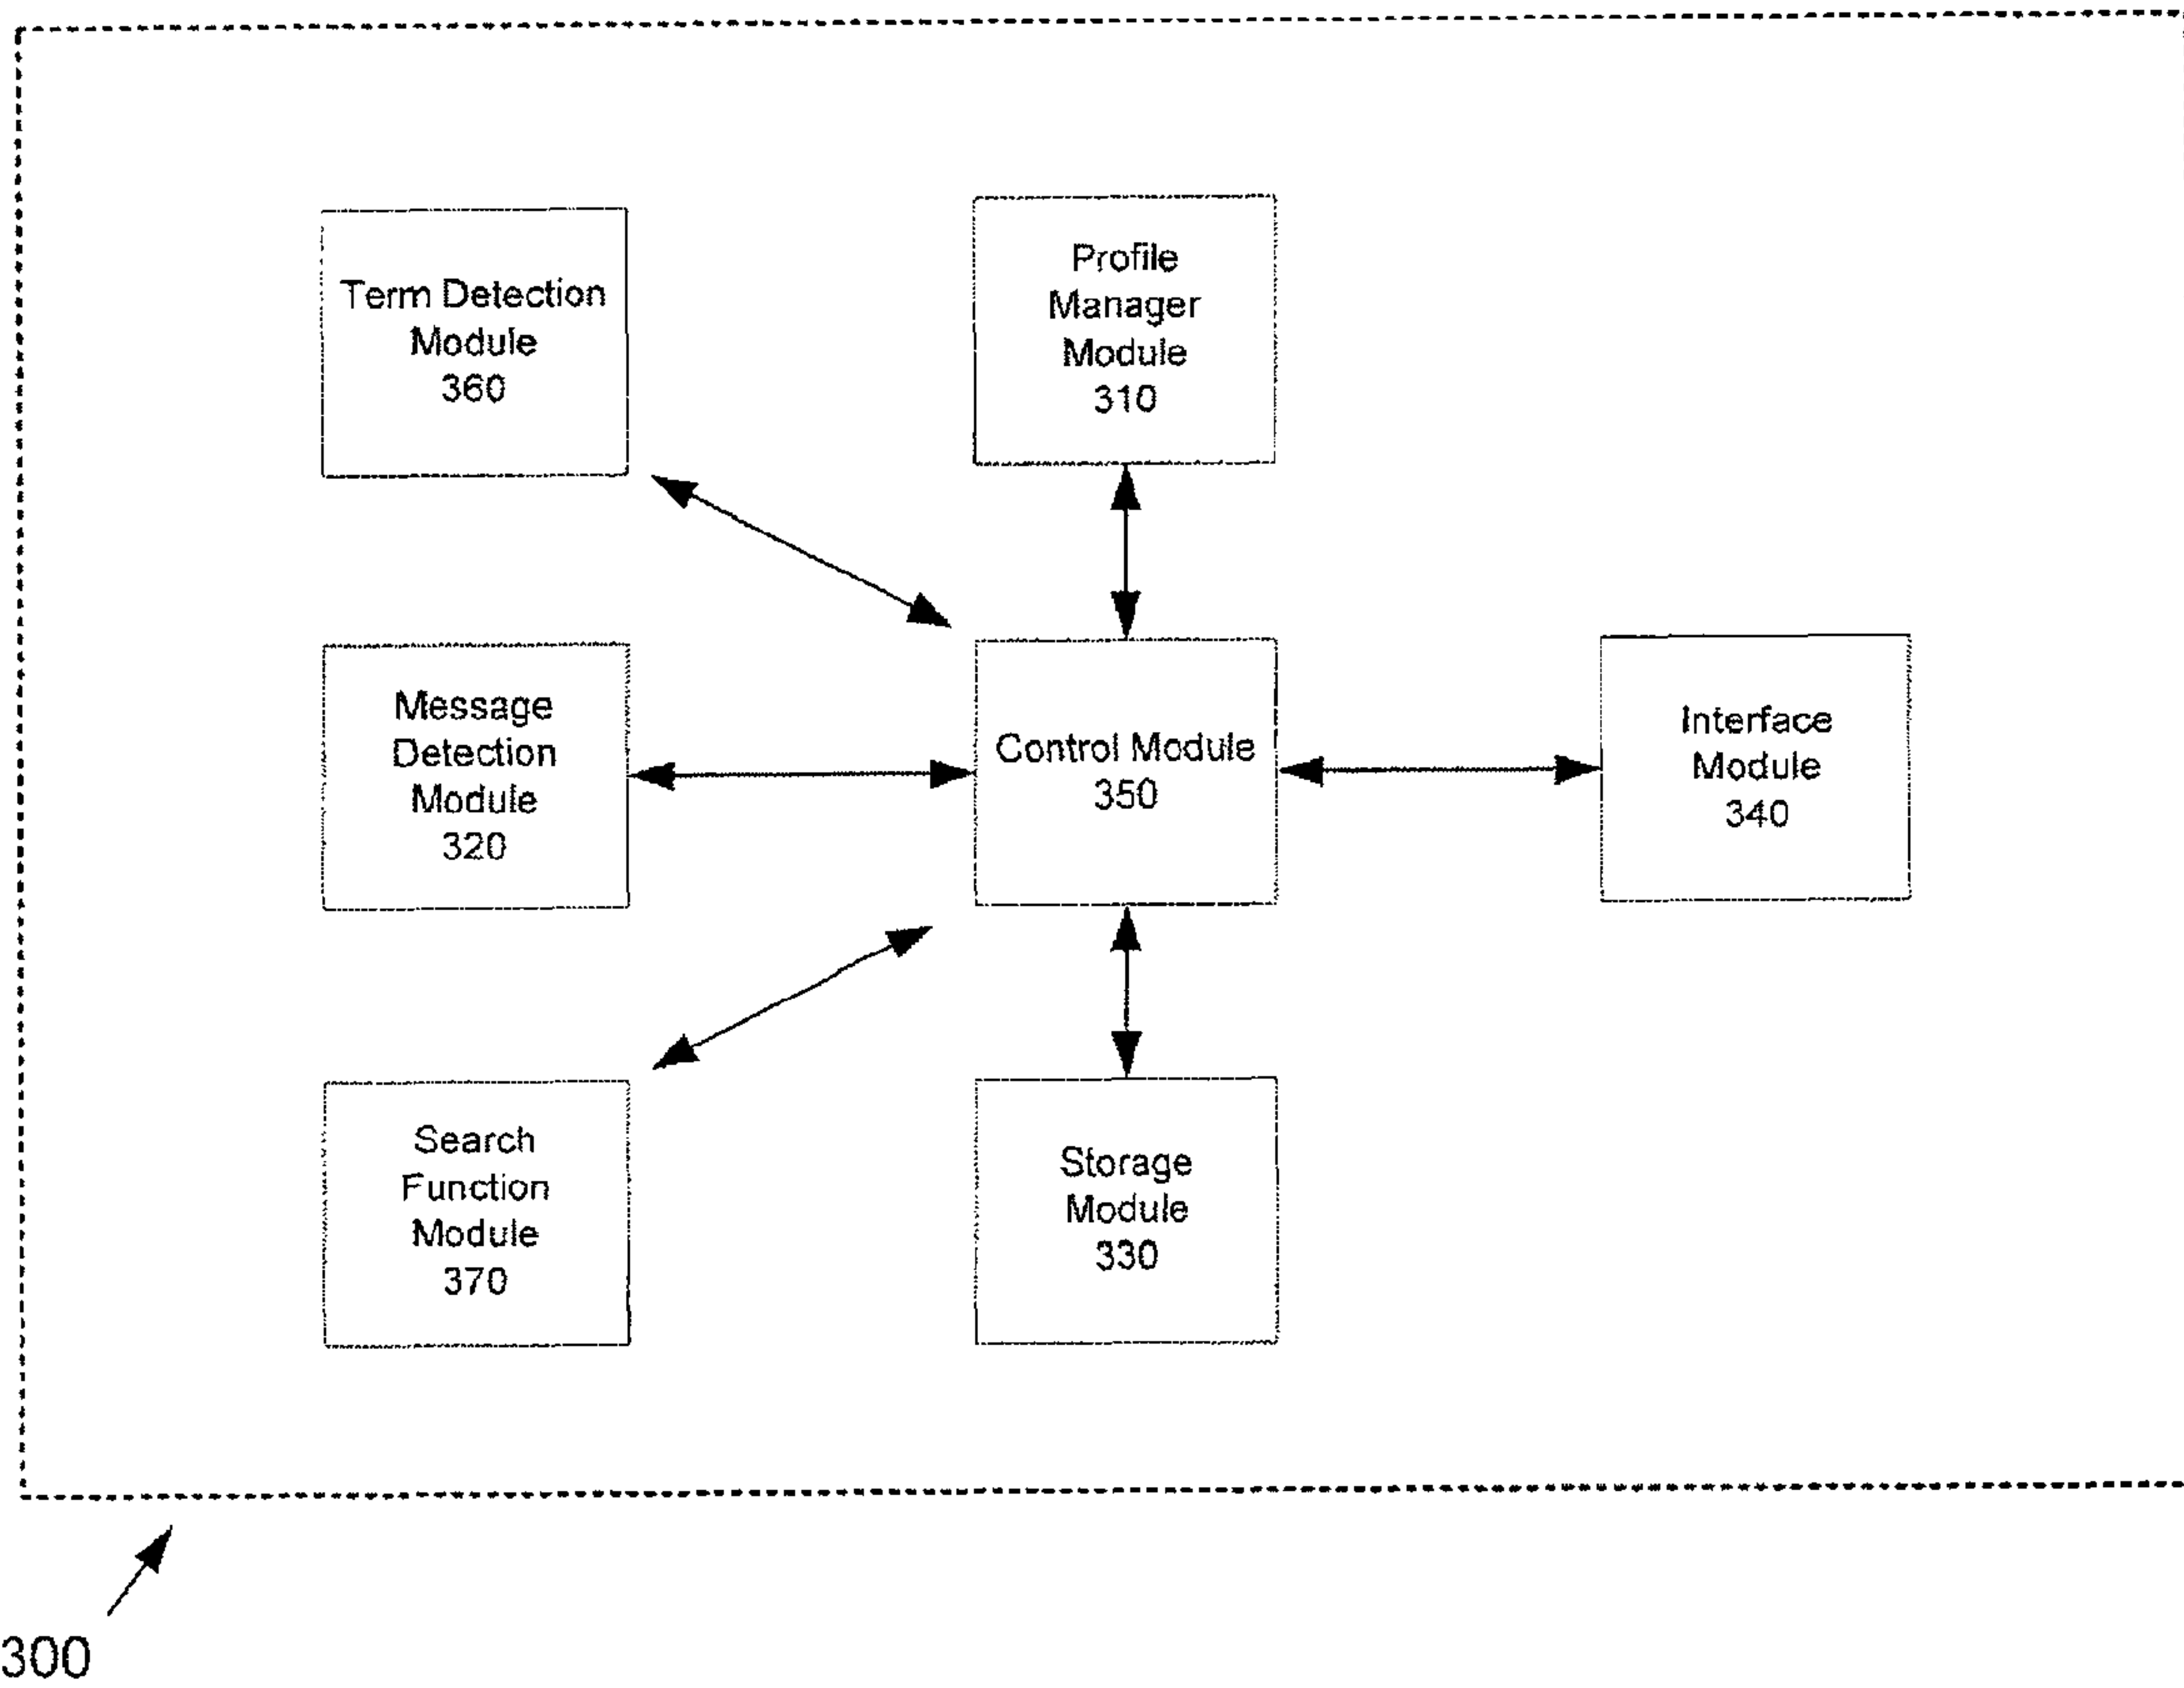 Term Detection
Module
360
Profile
Manager
Module
310
Message
Detection
Module
320
Control Module
350
Interface
Module
340
Search
Function
Module
370
Storage
Module
330
300